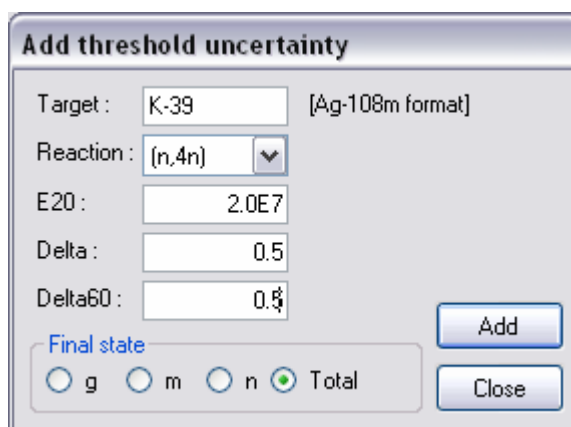 Add threshold uncertainty
Target : K-39 [Ag-108m format]
Reaction : (n,4n)
E20 : 2.0E7
Delta : 0.5
Delta60 : 0.5
Add
Final state
g m n Total
Close